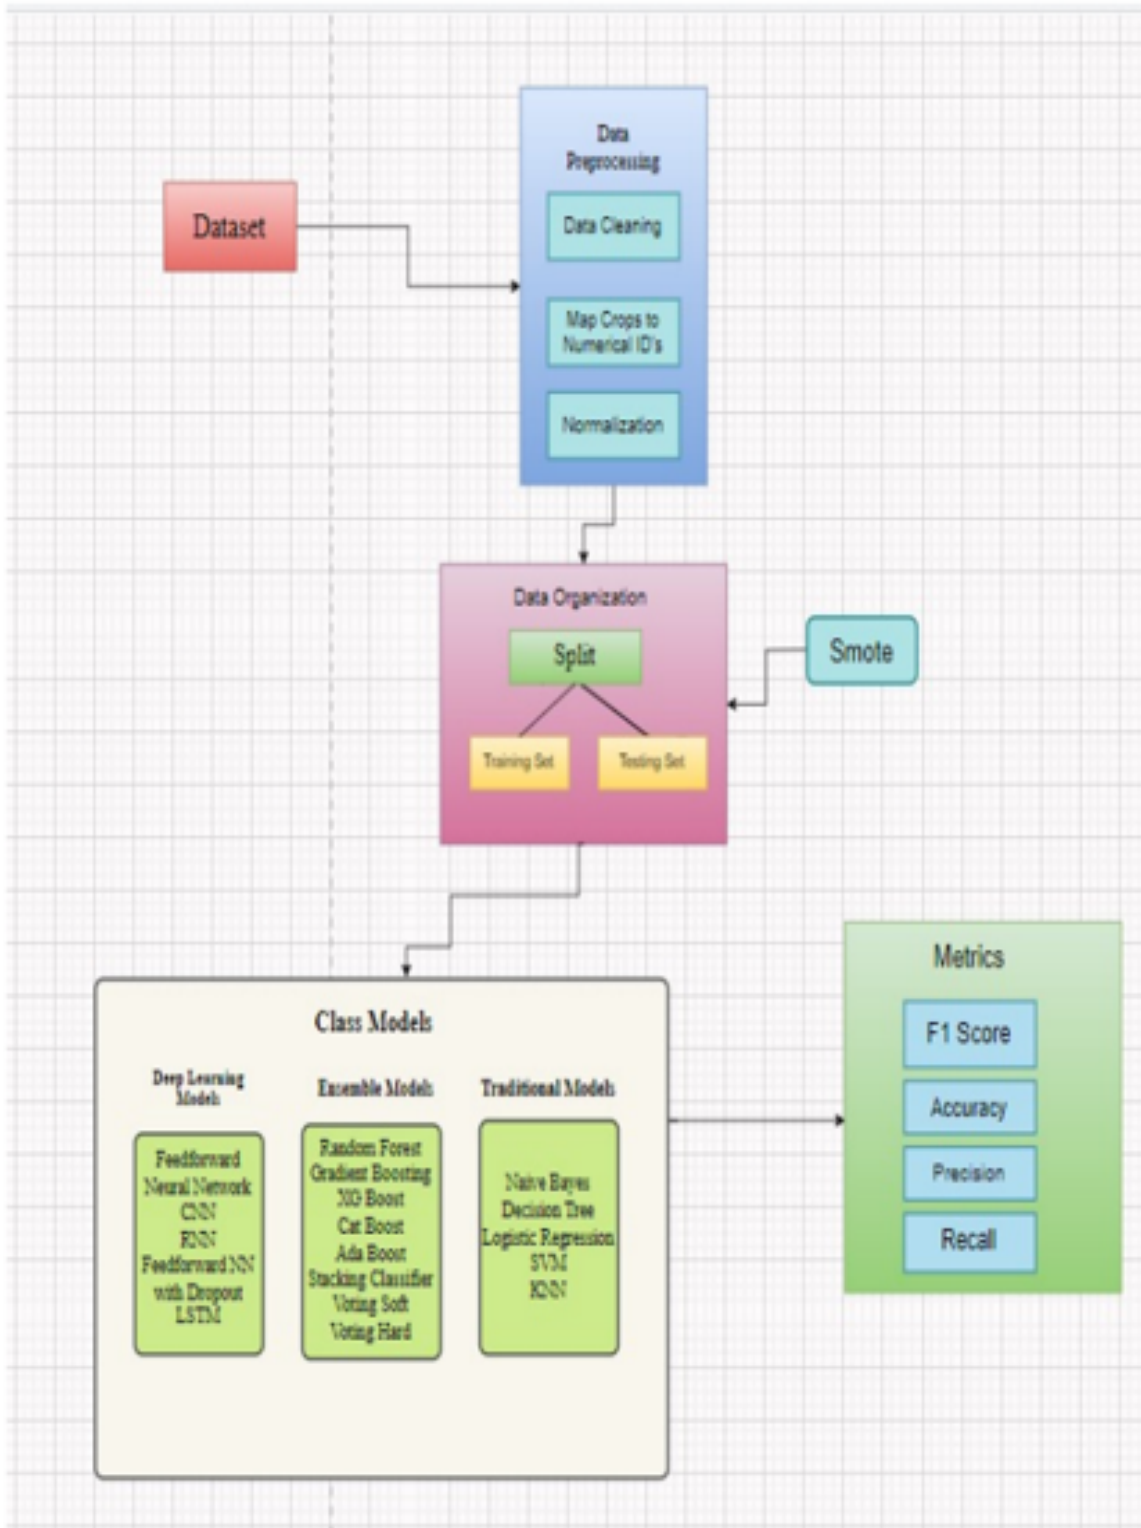 Dataset
Data
Preprocessing
Data Cleaning
Map Crops to
Numerical ID's
Normalization
Data Organization
Split
Training Set
Testing Set
Smote
Class Models
Deep Learning
Models
Feedforward
Neural Network
CNN
RNN
Feedforward NN
with Dropout
LSTM
Ensemble Models
Random Forest
Gradient Boosting
XG Boost
Cat Boost
Ada Boost
Stacking Classifier
Voting Soft
Voting Hard
Traditional Models
Naive Bayes
Decision Tree
Logistic Regression
SVM
KNN
Metrics
F1 Score
Accuracy
Precision
Recall